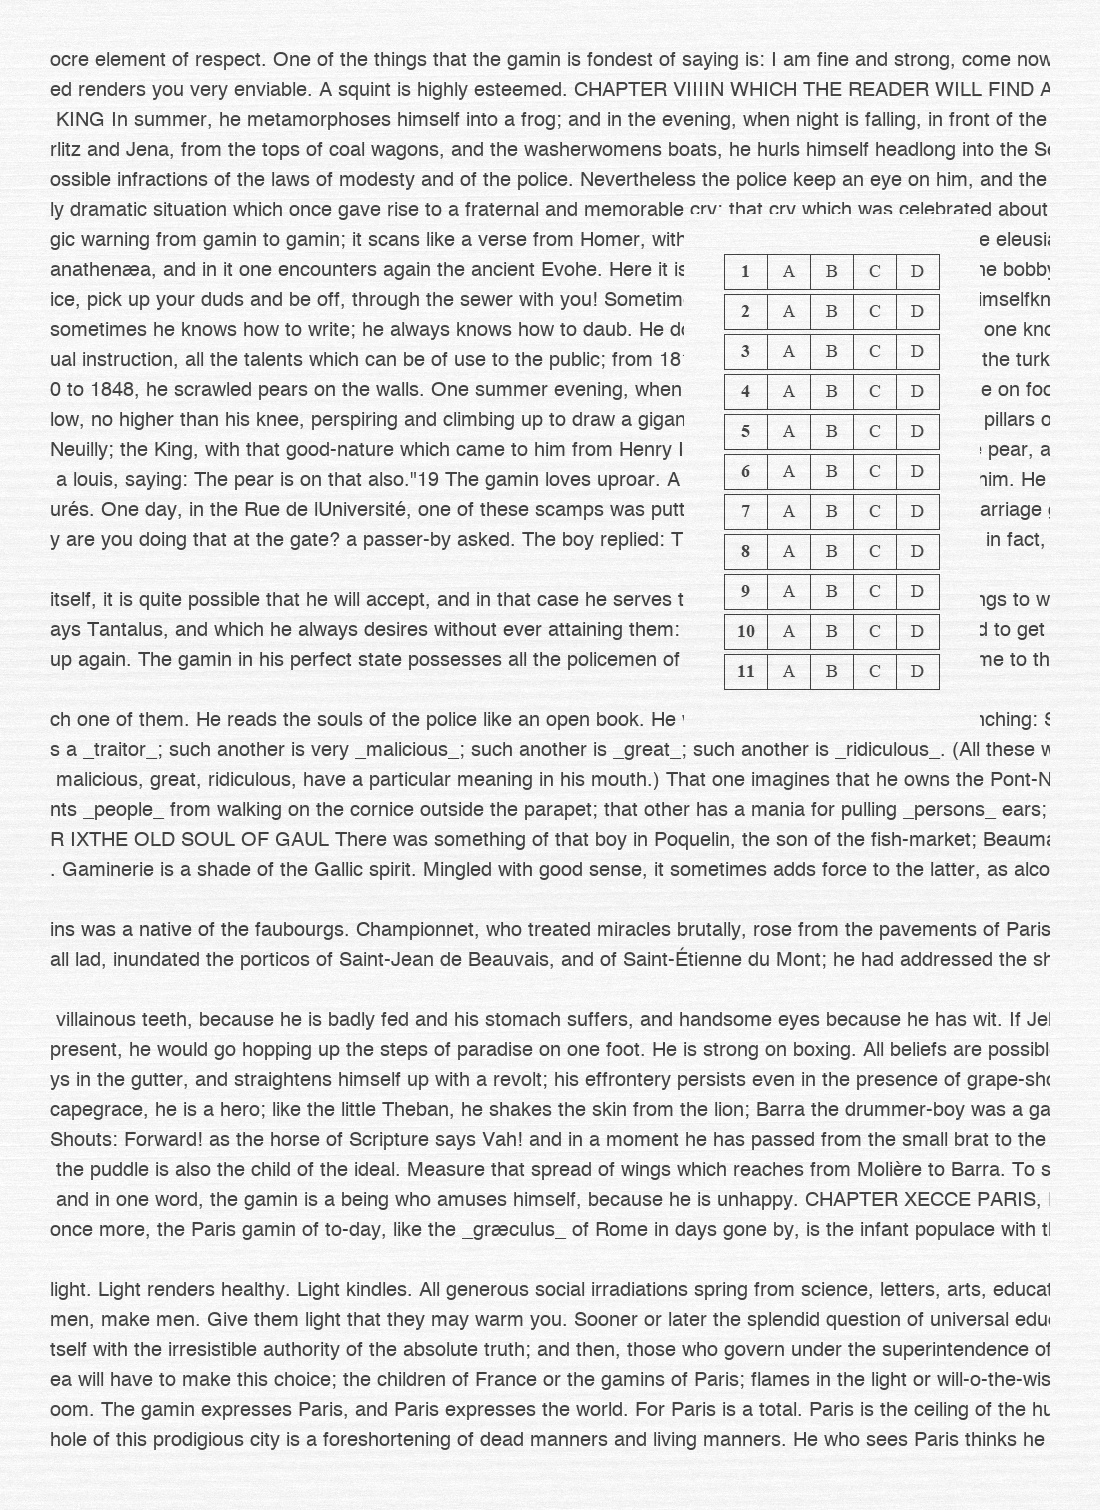 ocre element of respect. One of the things that the gamin is fondest of saying is: I am fine and strong, come now
ed renders you very enviable. A squint is highly esteemed. CHAPTER VIIIIN WHICH THE READER WILL FIND A
KING In summer, he metamorphoses himself into a frog; and in the evening, when night is falling, in front of the
rlitz and Jena, from the tops of coal wagons, and the washerwomens boats, he hurls himself headlong into the Se
ossible infractions of the laws of modesty and of the police. Nevertheless the police keep an eye on him, and the
ly dramatic situation which once gave rise to a fraternal and memorable cry; that cry which was celebrated about
gic warning from gamin to gamin; it scans like a verse from Homer, with e eleusia
anathenæa, and in it one encounters again the ancient Evohe. Here it is he bobby
ice, pick up your duds and be off, through the sewer with you! Sometim imselfkn
sometimes he knows how to write; he always knows how to daub. He do one kno
ual instruction, all the talents which can be of use to the public; from 18 the turk
0 to 1848, he scrawled pears on the walls. One summer evening, when e on foo
low, no higher than his knee, perspiring and climbing up to draw a gigan pillars o
Neuilly; the King, with that good-nature which came to him from Henry I pear, a
a louis, saying: The pear is on that also."19 The gamin loves uproar. A him. He
urés. One day, in the Rue de lUniversité, one of these scamps was putt arriage
y are you doing that at the gate? a passer-by asked. The boy replied: T in fact,
itself, it is quite possible that he will accept, and in that case he serves t ngs to w
ays Tantalus, and which he always desires without ever attaining them: d to get
up again. The gamin in his perfect state possesses all the policemen of me to th
ch one of them. He reads the souls of the police like an open book. He nching: S
s a _traitor_; such another is very _malicious_; such another is _great_; such another is _ridiculous_. (All these w
malicious, great, ridiculous, have a particular meaning in his mouth.) That one imagines that he owns the Pont-N
nts _people_ from walking on the cornice outside the parapet; that other has a mania for pulling _persons_ ears;
R IXTHE OLD SOUL OF GAUL There was something of that boy in Poquelin, the son of the fish-market; Beauma
. Gaminerie is a shade of the Gallic spirit. Mingled with good sense, it sometimes adds force to the latter, as alco
ins was a native of the faubourgs. Championnet, who treated miracles brutally, rose from the pavements of Paris
all lad, inundated the porticos of Saint-Jean de Beauvais, and of Saint-Étienne du Mont; he had addressed the sh
villainous teeth, because he is badly fed and his stomach suffers, and handsome eyes because he has wit. If Je
present, he would go hopping up the steps of paradise on one foot. He is strong on boxing. All beliefs are possibl
ys in the gutter, and straightens himself up with a revolt; his effrontery persists even in the presence of grape-sho
capegrace, he is a hero; like the little Theban, he shakes the skin from the lion; Barra the drummer-boy was a ga
Shouts: Forward! as the horse of Scripture says Vah! and in a moment he has passed from the small brat to the
the puddle is also the child of the ideal. Measure that spread of wings which reaches from Molière to Barra. To s
and in one word, the gamin is a being who amuses himself, because he is unhappy. CHAPTER XECCE PARIS,
once more, the Paris gamin of to-day, like the _græculus_ of Rome in days gone by, is the infant populace with t
light. Light renders healthy. Light kindles. All generous social irradiations spring from science, letters, arts, educat
men, make men. Give them light that they may warm you. Sooner or later the splendid question of universal edu
tself with the irresistible authority of the absolute truth; and then, those who govern under the superintendence of
ea will have to make this choice; the children of France or the gamins of Paris; flames in the light or will-o-the-wis
oom. The gamin expresses Paris, and Paris expresses the world. For Paris is a total. Paris is the ceiling of the hu
hole of this prodigious city is a foreshortening of dead manners and living manners. He who sees Paris thinks he
1 A B C D
2 A B C D
3 A B C D
4 A B C D
5 A B C D
6 A B C D
7 A B C D
8 A B C D
9 A B C D
10 A B C D
11 A B C D